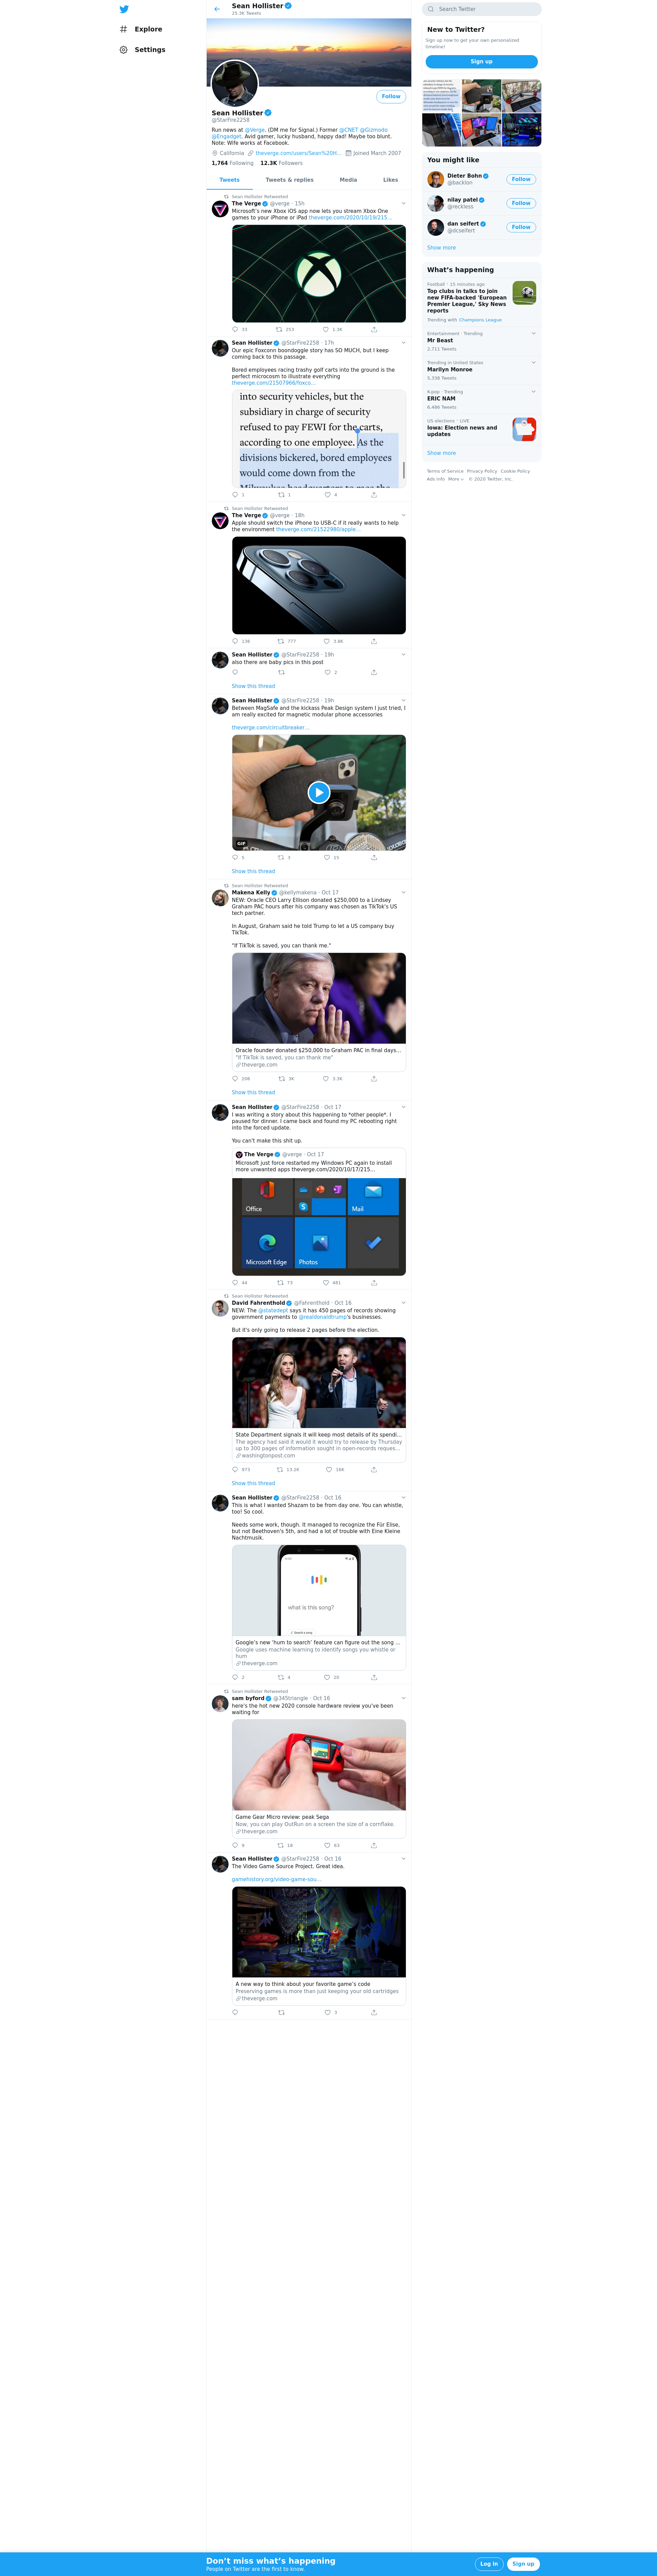 Explore
Settings
Sean Hollister
25.3K Tweets
Follow
Sean Hollister
@StarFire2258
Run news at @Verge. (DM me for Signal.) Former @CNET @Gizmodo
@Engadget. Avid gamer, lucky husband, happy dad! Maybe too blunt.
Note: Wife works at Facebook.
California theverge.com/users/Sean%20H... Joined March 2007
1,764 Following 12.3K Followers
Tweets Tweets & replies Media Likes
Sean Hollister Retweeted
The Verge @verge · 15h
Microsoft's new Xbox iOS app now lets you stream Xbox One
games to your iPhone or iPad theverge.com/2020/10/19/215...
33 253 1.3K
Sean Hollister @StarFire2258 · 17h
Our epic Foxconn boondoggle story has SO MUCH, but I keep
coming back to this passage.
Bored employees racing trashy golf carts into the ground is the
perfect microcosm to illustrate everything
theverge.com/21507966/foxco...
into security vehicles, but the
subsidiary in charge of security
refused to pay FEWI for the carts,
according to one employee. As the
divisions bickered, bored employees
would come down from the
Milwaukee headquarters to race the
1 4
Sean Hollister Retweeted
The Verge @verge · 18h
Apple should switch the iPhone to USB-C if it really wants to help
the environment theverge.com/21522980/apple...
136 777 3.8K
Sean Hollister @StarFire2258 · 19h
also there are baby pics in this post
2
Show this thread
Sean Hollister @StarFire2258 · 19h
Between MagSafe and the kickass Peak Design system I just tried, I
am really excited for magnetic modular phone accessories
theverge.com/circuitbreaker...
GIF
5 3 15
Show this thread
Sean Hollister Retweeted
Makena Kelly @kellymakena · Oct 17
NEW: Oracle CEO Larry Ellison donated $250,000 to a Lindsey
Graham PAC hours after his company was chosen as TikTok's US
tech partner.
In August, Graham said he told Trump to let a US company buy
TikTok.
"If TikTok is saved, you can thank me."
Oracle founder donated $250,000 to Graham PAC in final days...
"If TikTok is saved, you can thank me"
theverge.com
206 3K 3.3K
Show this thread
Sean Hollister @StarFire2258 · Oct 17
I was writing a story about this happening to *other people*. I
paused for dinner. I came back and found my PC rebooting right
into the forced update.
You can't make this shit up.
The Verge @verge · Oct 17
Microsoft just force restarted my Windows PC again to install
more unwanted apps theverge.com/2020/10/17/215...
Office
Mail
Microsoft Edge
Photos
44 73 461
Sean Hollister Retweeted
David Fahrenthold @Fahrenthold · Oct 16
NEW: The @statedept says it has 450 pages of records showing
government payments to @realdonaldtrump's businesses.
But it's only going to release 2 pages before the election.
State Department signals it will keep most details of its spendi...
The agency had said it would it would try to release by Thursday
up to 300 pages of information sought in open-records reques...
washingtonpost.com
973 13.2K 16K
Show this thread
Sean Hollister @StarFire2258 · Oct 16
This is what I wanted Shazam to be from day one. You can whistle,
too! So cool.
Needs some work, though. It managed to recognize the Für Elise,
but not Beethoven's 5th, and had a lot of trouble with Eine Kleine
Nachtmusik.
what is this song?
Search a song
Google's new 'hum to search' feature can figure out the song ...
Google uses machine learning to identify songs you whistle or
hum
theverge.com
2 4 20
Sean Hollister Retweeted
sam byford @345triangle · Oct 16
here's the hot new 2020 console hardware review you've been
waiting for
Game Gear Micro review: peak Sega
Now, you can play OutRun on a screen the size of a cornflake.
theverge.com
9 18 63
Sean Hollister @StarFire2258 · Oct 16
The Video Game Source Project. Great idea.
gamehistory.org/video-game-sou...
A new way to think about your favorite game's code
Preserving games is more than just keeping your old cartridges
theverge.com
3
Search Twitter
New to Twitter?
Sign up now to get your own personalized
timeline!
Sign up
You might like
Dieter Bohn
@backlon
Follow
nilay patel
@reckless
Follow
dan seifert
@dcseifert
Follow
Show more
What's happening
Football · 15 minutes ago
Top clubs in talks to join
new FIFA-backed 'European
Premier League,' Sky News
reports
Trending with Champions League
Entertainment · Trending
Mr Beast
2,711 Tweets
Trending in United States
Marilyn Monroe
5,338 Tweets
K-pop · Trending
ERIC NAM
6,486 Tweets
US elections · LIVE
Iowa: Election news and
updates
Show more
Terms of Service Privacy Policy Cookie Policy
Ads info More © 2020 Twitter, Inc.
Don't miss what's happening
People on Twitter are the first to know.
Log in
Sign up